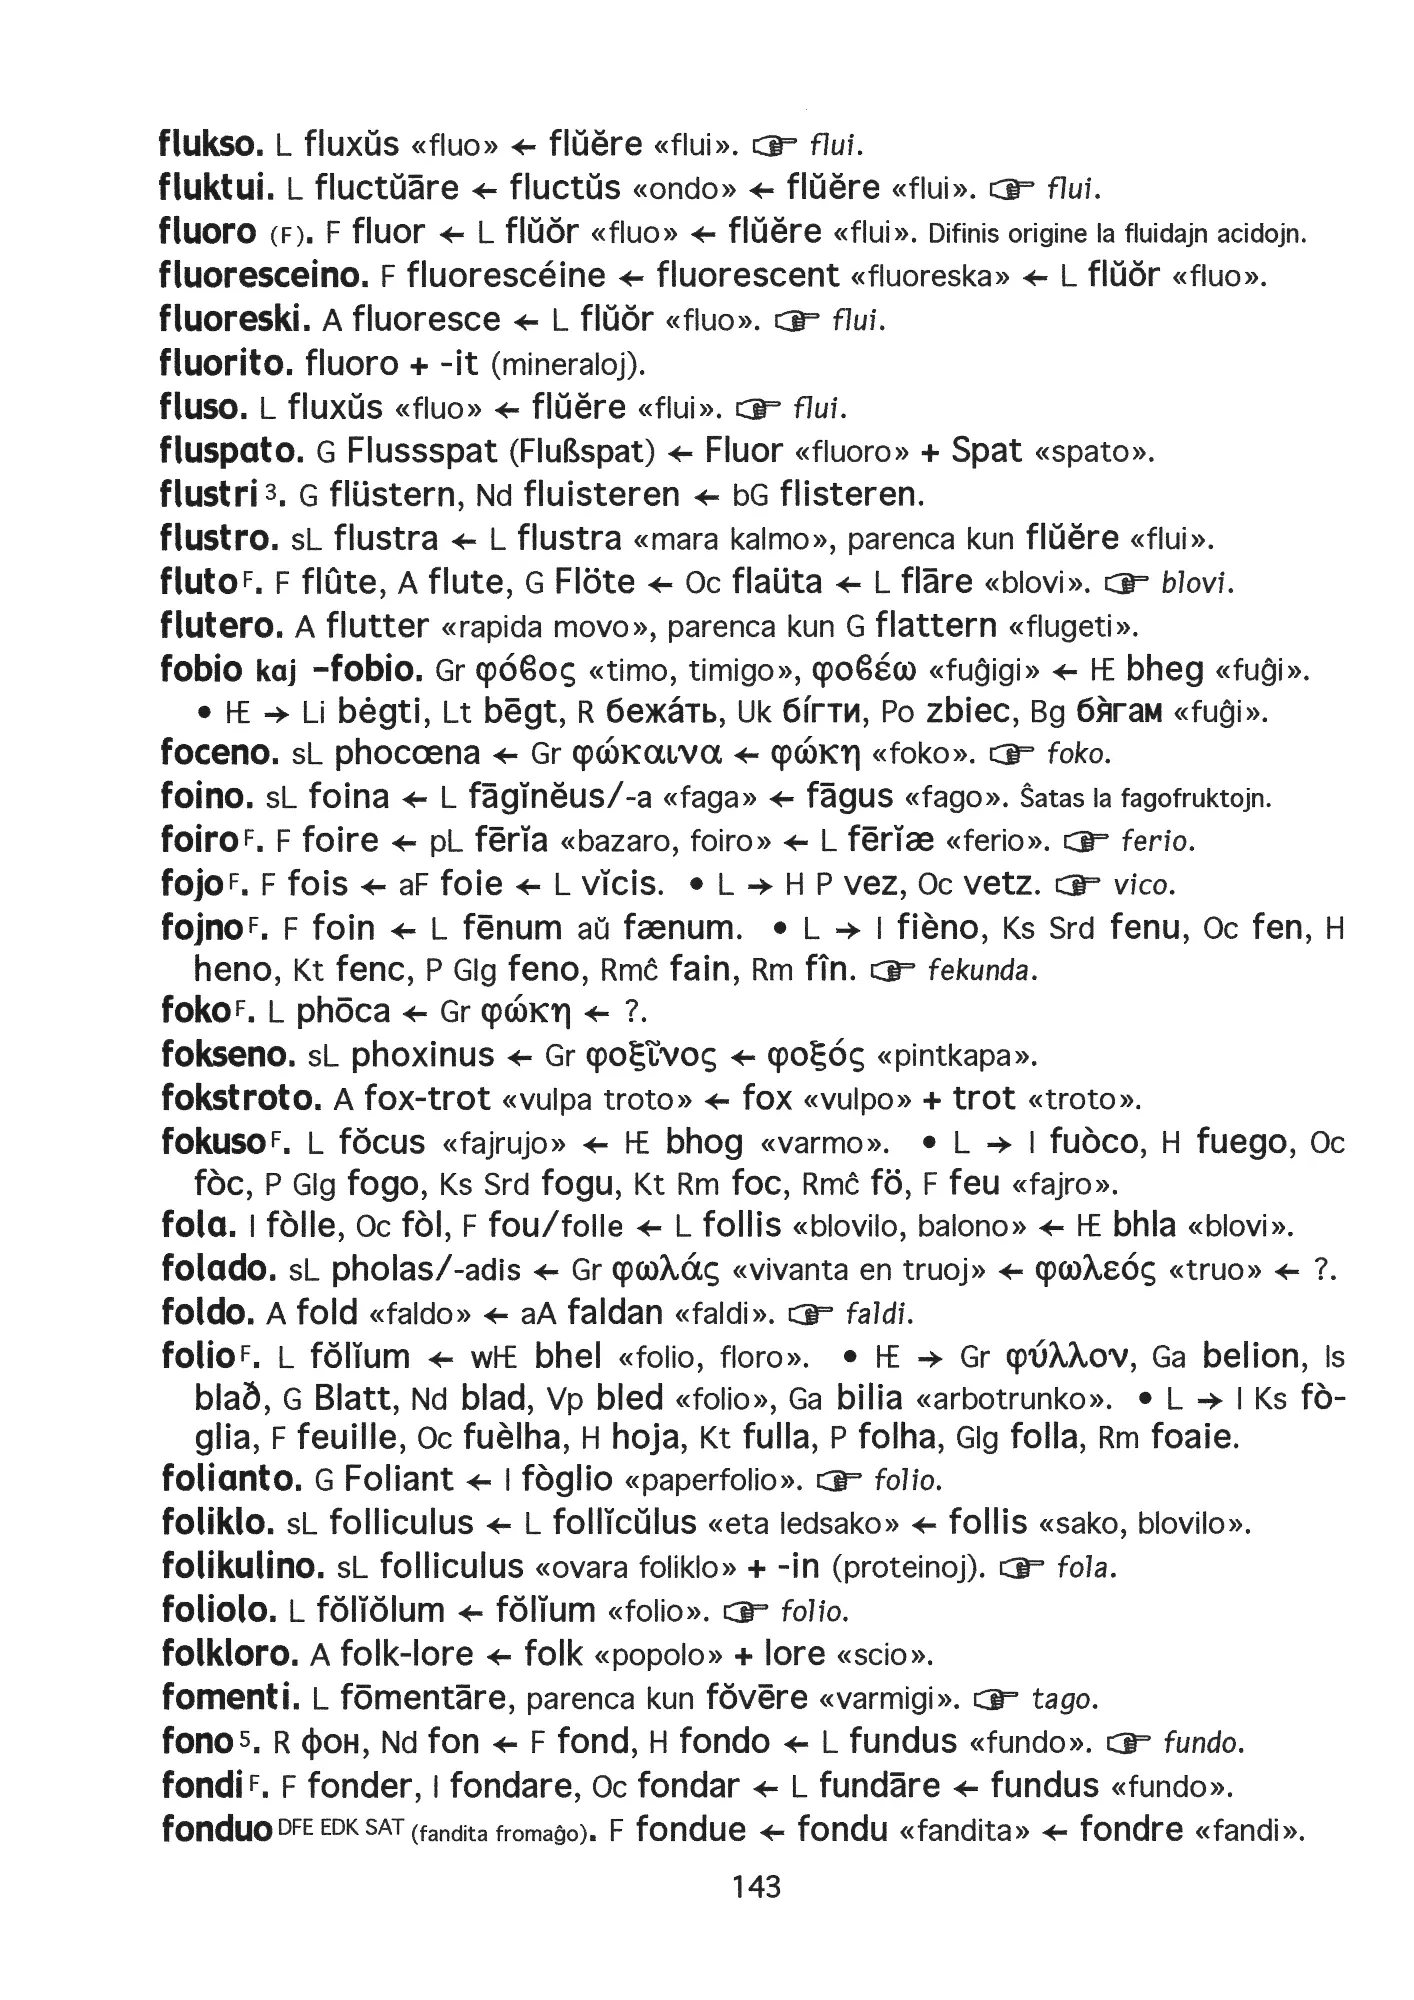 flukso. L fluxŭs «fluo» ← flŭĕre «flui». ☞ flui.
fluktui. L fluctŭāre ← fluctŭs «ondo» ← flŭĕre «flui». ☞ flui.
fluoro (F). F fluor ← L flŭŏr «fluo» ← flŭĕre «flui». Difinis origine la fluidajn acidojn.
fluoresceino. F fluorescéine ← fluorescent «fluoreska» ← L flŭŏr «fluo».
fluoreski. A fluoresce ← L flŭŏr «fluo». ☞ flui.
fluorito. fluoro + -it (mineraloj).
fluso. L fluxŭs «fluo» ← flŭĕre «flui». ☞ flui.
fluspato. G Flussspat (Flußspat) ← Fluor «fluoro» + Spat «spato».
flustri 3. G flüstern, Nd fluisteren ← bG flisteren.
flustro. sL flustra ← L flustra «mara kalmo», parenca kun flŭĕre «flui».
fluto F. F flûte, A flute, G Flöte ← Oc flaüta ← L flāre «blovi». ☞ blovi.
flutero. A flutter «rapida movo», parenca kun G flattern «flugeti».
fobio kaj -fobio. Gr φόϐος «timo, timigo», φοϐέω «fuĝigi» ← IE bheg «fuĝi».
• IE → Li bėgti, Lt bēgt, R бежа́ть, Uk бі́гти, Po zbiec, Bg бя̀гам «fuĝi».
foceno. sL phocœna ← Gr φώκαινα ← φώκη «foko». ☞ foko.
foino. sL foina ← L fāgĭnĕus/-a «faga» ← fāgus «fago». Ŝatas la fagofruktojn.
foiro F. F foire ← pL fērĭa «bazaro, foiro» ← L fērĭæ «ferio». ☞ ferio.
fojo F. F fois ← aF foie ← L vĭcis. • L → H P vez, Oc vetz. ☞ vico.
fojno F. F foin ← L fēnum aŭ fænum. • L → I fièno, Ks Srd fenu, Oc fen, H
heno, Kt fenc, P Glg feno, Rmĉ fain, Rm fîn. ☞ fekunda.
foko F. L phōca ← Gr φώκη ← ?.
fokseno. sL phoxinus ← Gr φοξῖνος ← φοξός «pintkapa».
fokstroto. A fox-trot «vulpa troto» ← fox «vulpo» + trot «troto».
fokuso F. L fŏcus «fajrujo» ← IE bhog «varmo». • L → I fuòco, H fuego, Oc
fòc, P Glg fogo, Ks Srd fogu, Kt Rm foc, Rmĉ fö, F feu «fajro».
fola. I fòlle, Oc fòl, F fou/folle ← L follis «blovilo, balono» ← IE bhla «blovi».
folado. sL pholas/-adis ← Gr φωλάς «vivanta en truoj» ← φωλεός «truo» ← ?.
foldo. A fold «faldo» ← aA faldan «faldi». ☞ faldi.
folio F. L fŏlĭum ← wIE bhel «folio, floro». • IE → Gr φύλλον, Ga belion, Is
blað, G Blatt, Nd blad, Vp bled «folio», Ga bilia «arbotrunko». • L → I Ks fò-
glia, F feuille, Oc fuèlha, H hoja, Kt fulla, P folha, Glg folla, Rm foaie.
folianto. G Foliant ← I fòglio «paperfolio». ☞ folio.
foliklo. sL folliculus ← L follĭcŭlus «eta ledsako» ← follis «sako, blovilo».
folikulino. sL folliculus «ovara foliklo» + -in (proteinoj). ☞ fola.
foliolo. L fŏlĭŏlum ← fŏlĭum «folio». ☞ folio.
folkloro. A folk-lore ← folk «popolo» + lore «scio».
fomenti. L fōmentāre, parenca kun fŏvēre «varmigi». ☞ tago.
fono 5. R фон, Nd fon ← F fond, H fondo ← L fundus «fundo». ☞ fundo.
fondi F. F fonder, I fondare, Oc fondar ← L fundāre ← fundus «fundo».
fonduo DFE EDK SAT (fandita fromaĝo). F fondue ← fondu «fandita» ← fondre «fandi».
143